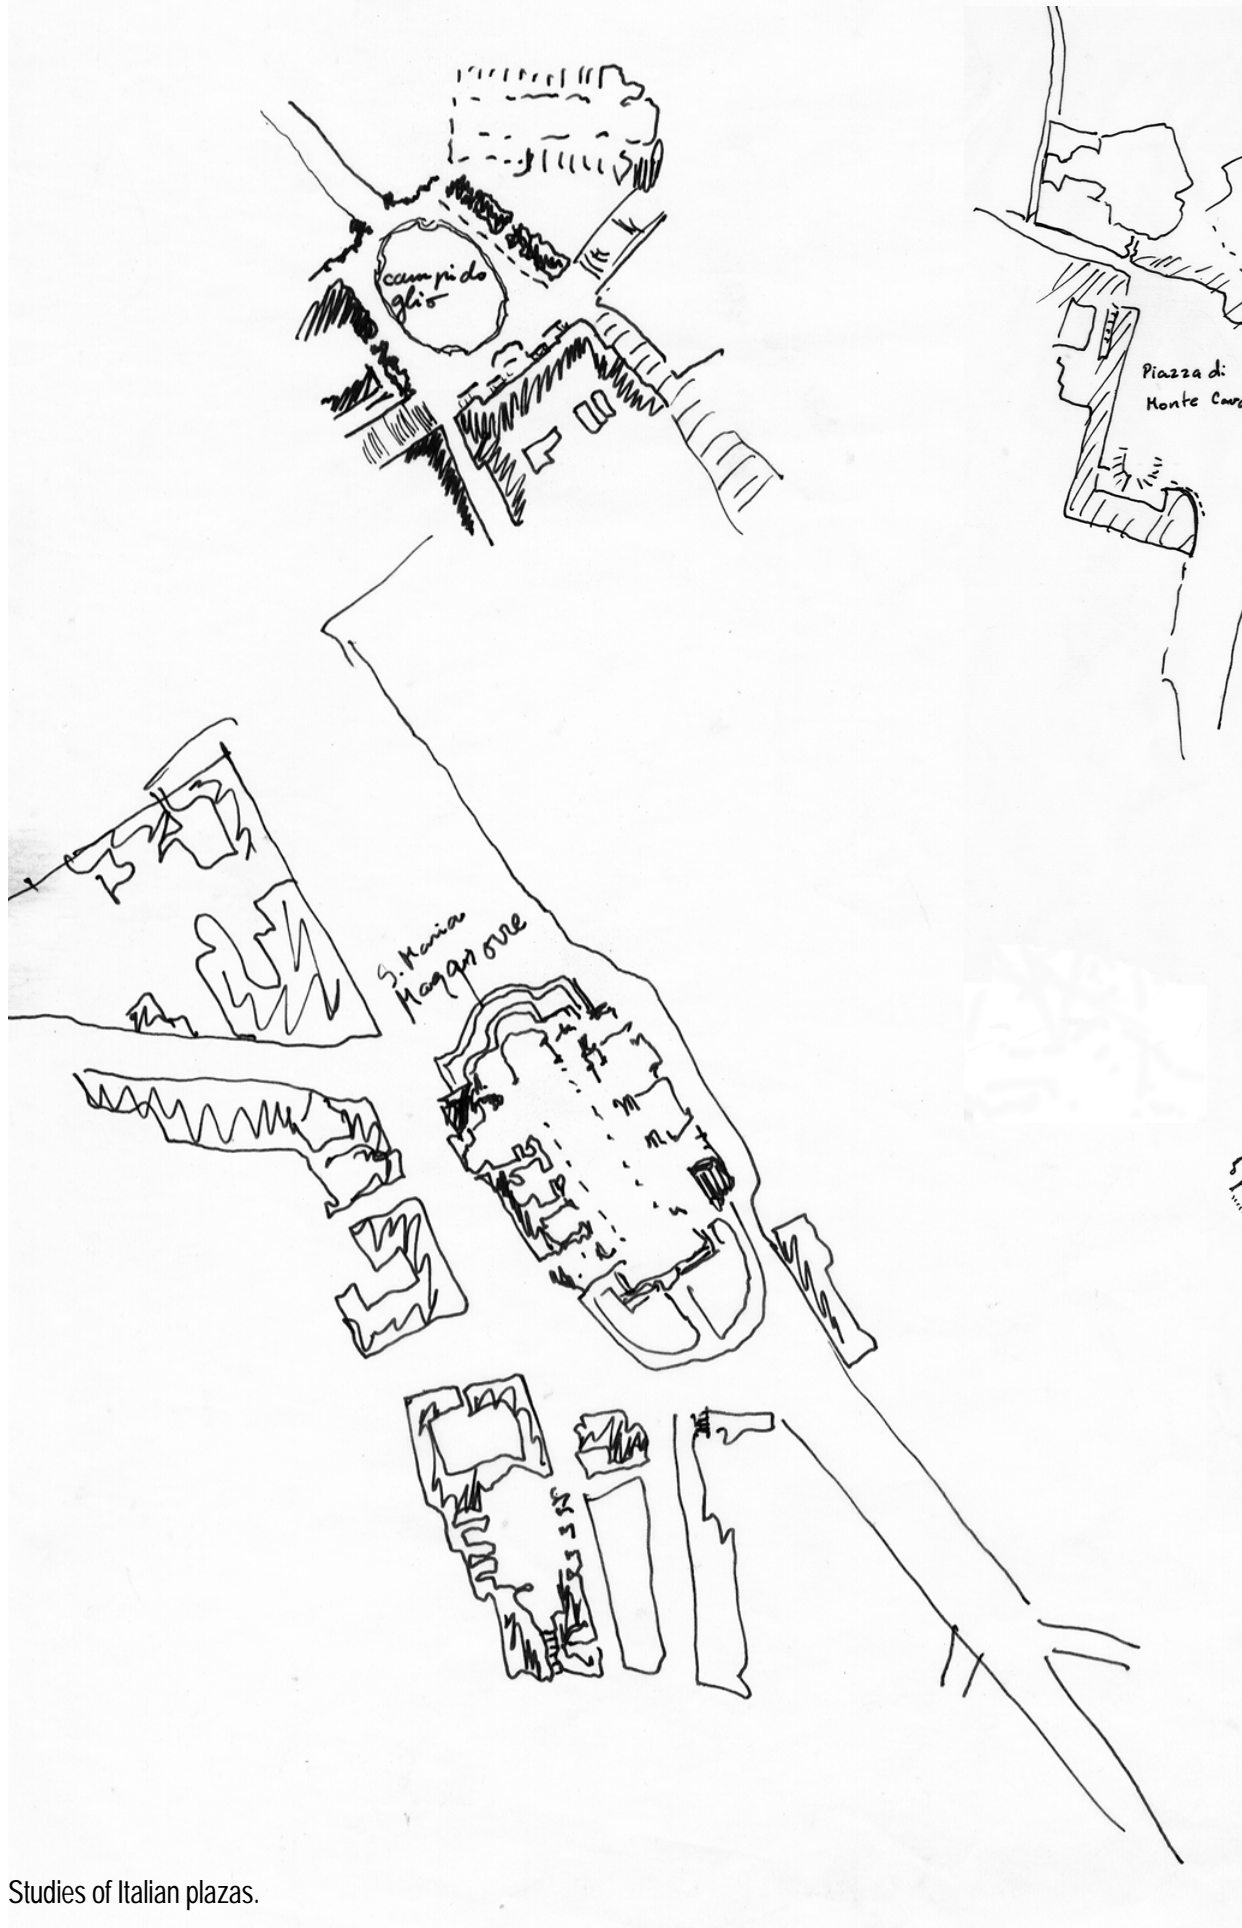 campido
glio
Piazza di
Monte Cava
S. Maria
Maggiore
Studies of Italian plazas.